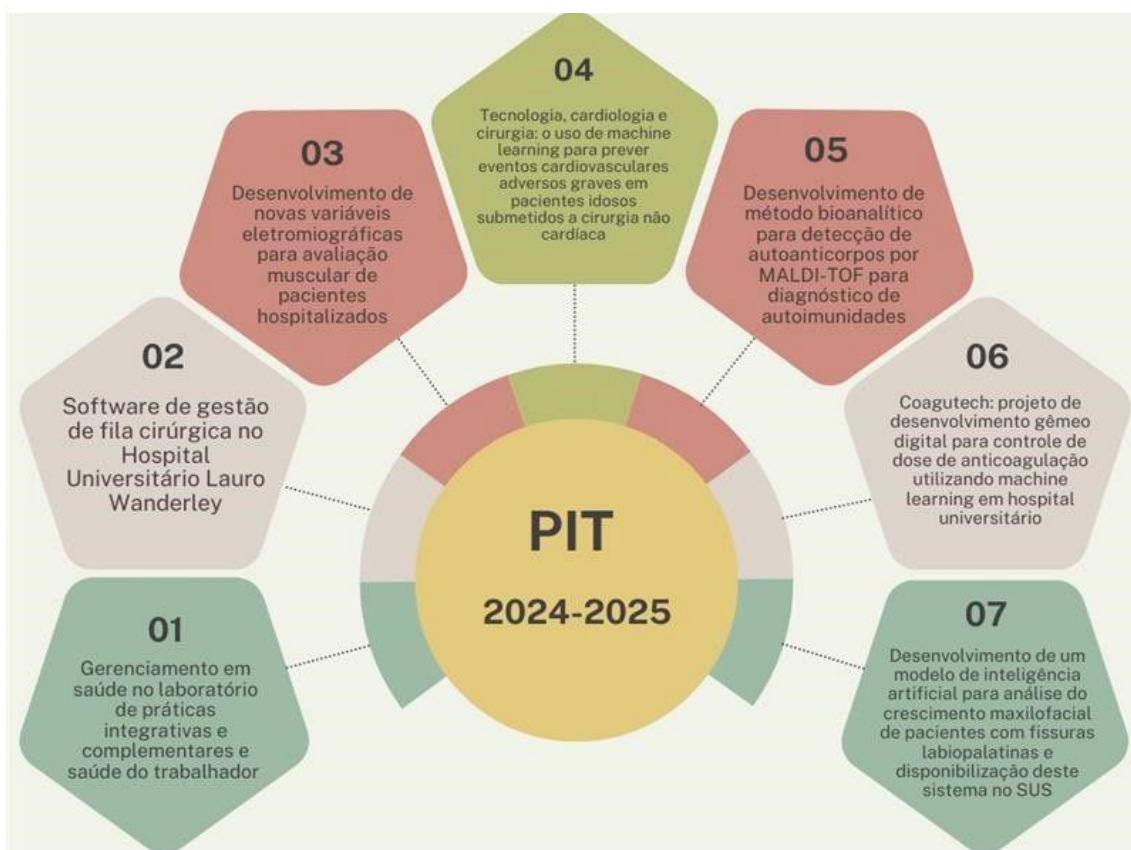 04
Tecnologia, cardiologia e
cirurgia: o uso de machine
learning para prever
eventos cardiovasculares
adversos graves em
pacientes idosos
submetidos a cirurgia não
cardíaca
03
Desenvolvimento de
novas variáveis
eletromiográficas
para avaliação
muscular de
pacientes
hospitalizados
05
Desenvolvimento de
método bioanalítico
para detecção de
autoanticorpos por
MALDI-TOF para
diagnóstico de
autoimunidades
02
Software de gestão
de fila cirúrgica no
Hospital
Universitário Lauro
Wanderley
06
Coagutech: projeto de
desenvolvimento gêmeo
digital para controle de
dose de anticoagulação
utilizando machine
learning em hospital
universitário
PIT
2024-2025
01
Gerenciamento em
saúde no laboratório
de práticas
integrativas e
complementares e
saúde do trabalhador
07
Desenvolvimento de um
modelo de inteligência
artificial para análise do
crescimento maxilofacial
de pacientes com fissuras
labiopalatinas e
disponibilização deste
sistema no SUS